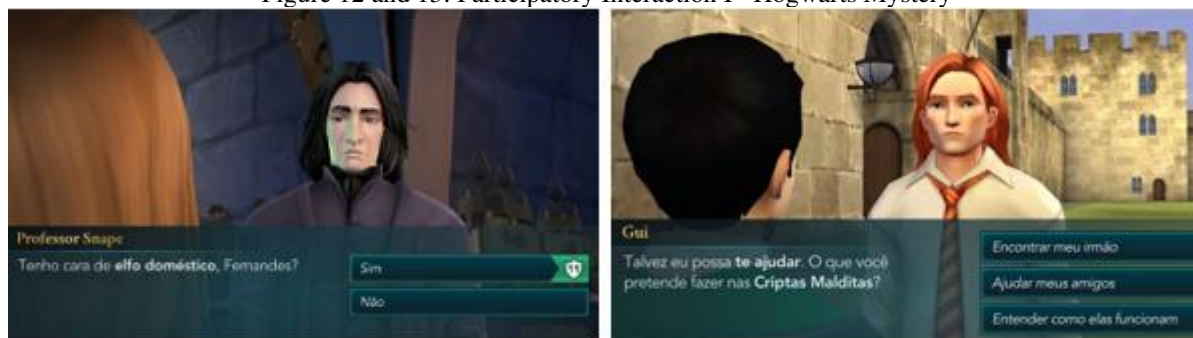 Figure 12 and 13: Participatory Interaction I - Hogwarts Mystery
Professor Snape
Tenho cara de elfo doméstico, Fernandes?
Sim
11
Não
Gui
Talvez eu possa te ajudar. O que você
pretende fazer nas Criptas Malditas?
Encontrar meu irmão
Ajudar meus amigos
Entender como elas funcionam